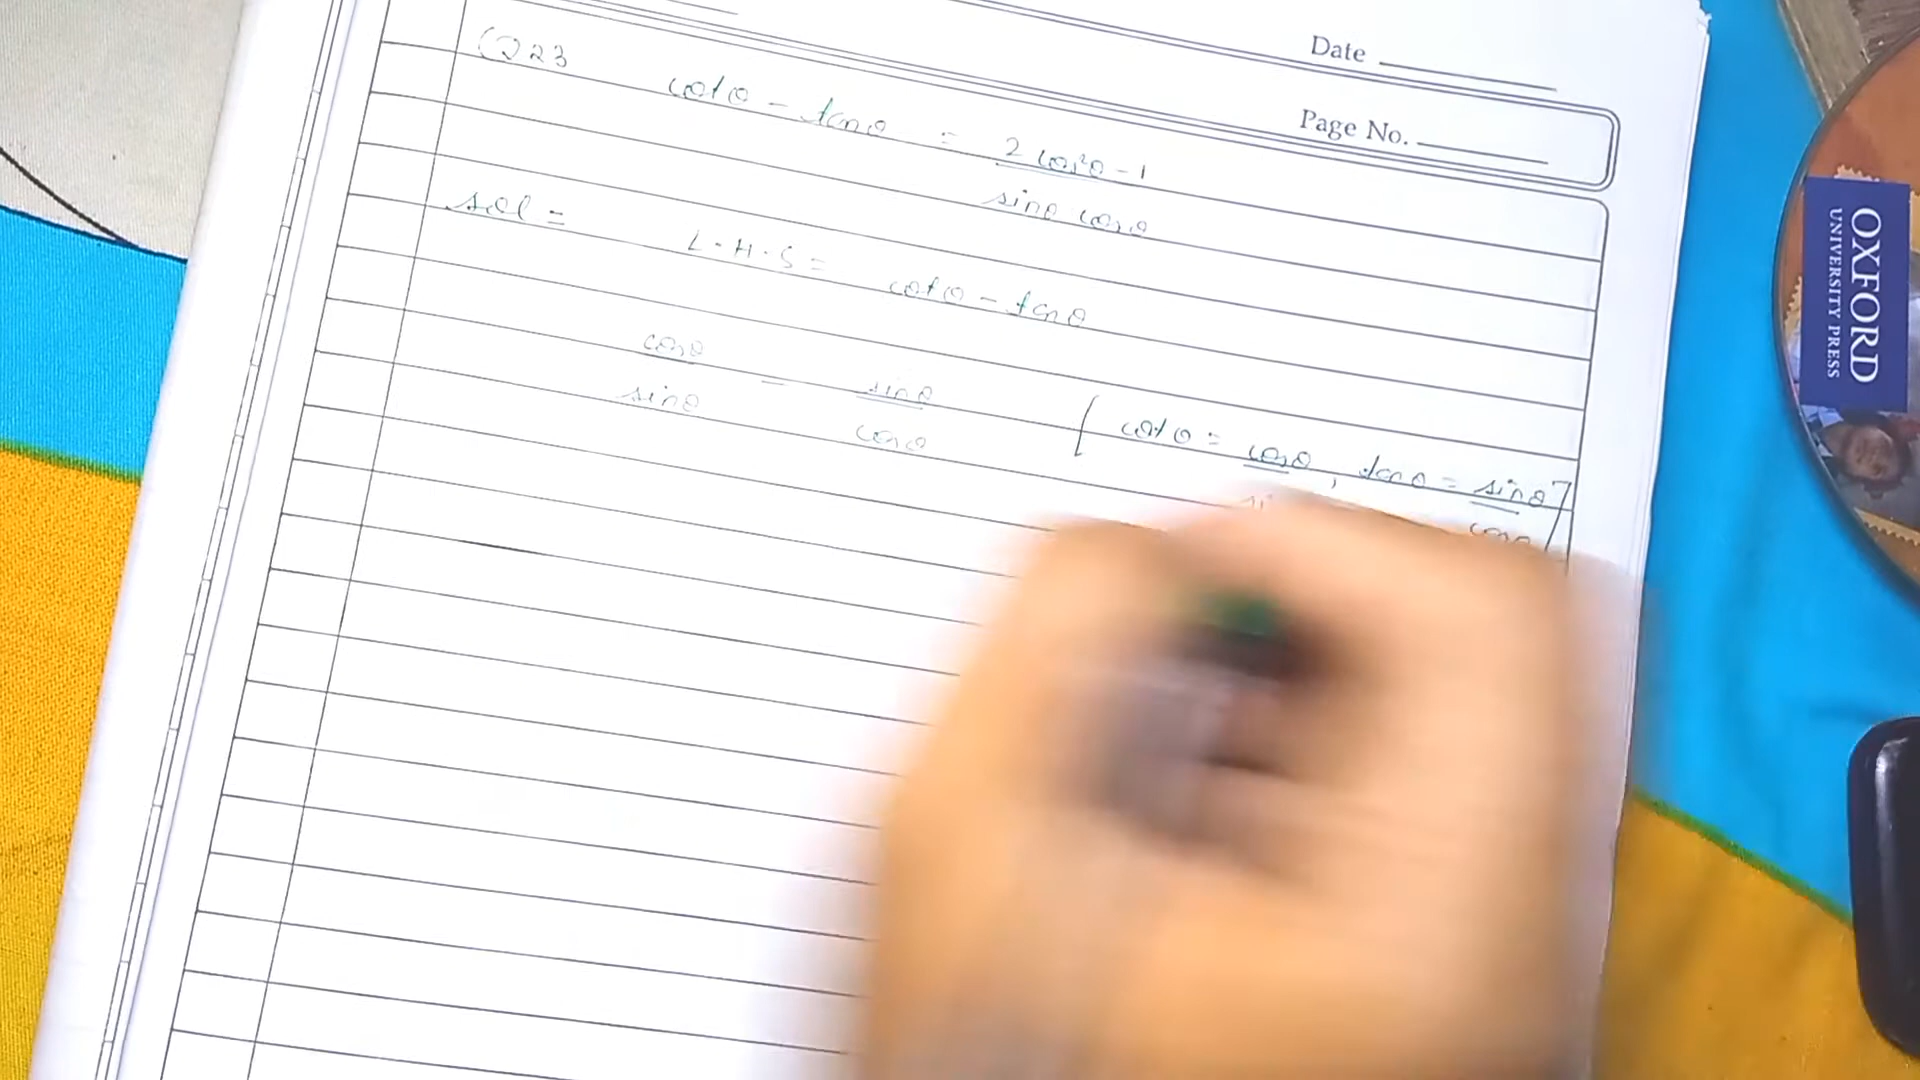 Date
Page No.
Q23
cotθ - tanθ = 2cos²θ - 1
sinθ cosθ
sol =
L.H.S = cotθ - tanθ
cosθ - sinθ
sinθ cosθ
[cotθ = cosθ, tanθ = sinθ]
si cosθ
OXFORD
UNIVERSITY PRESS